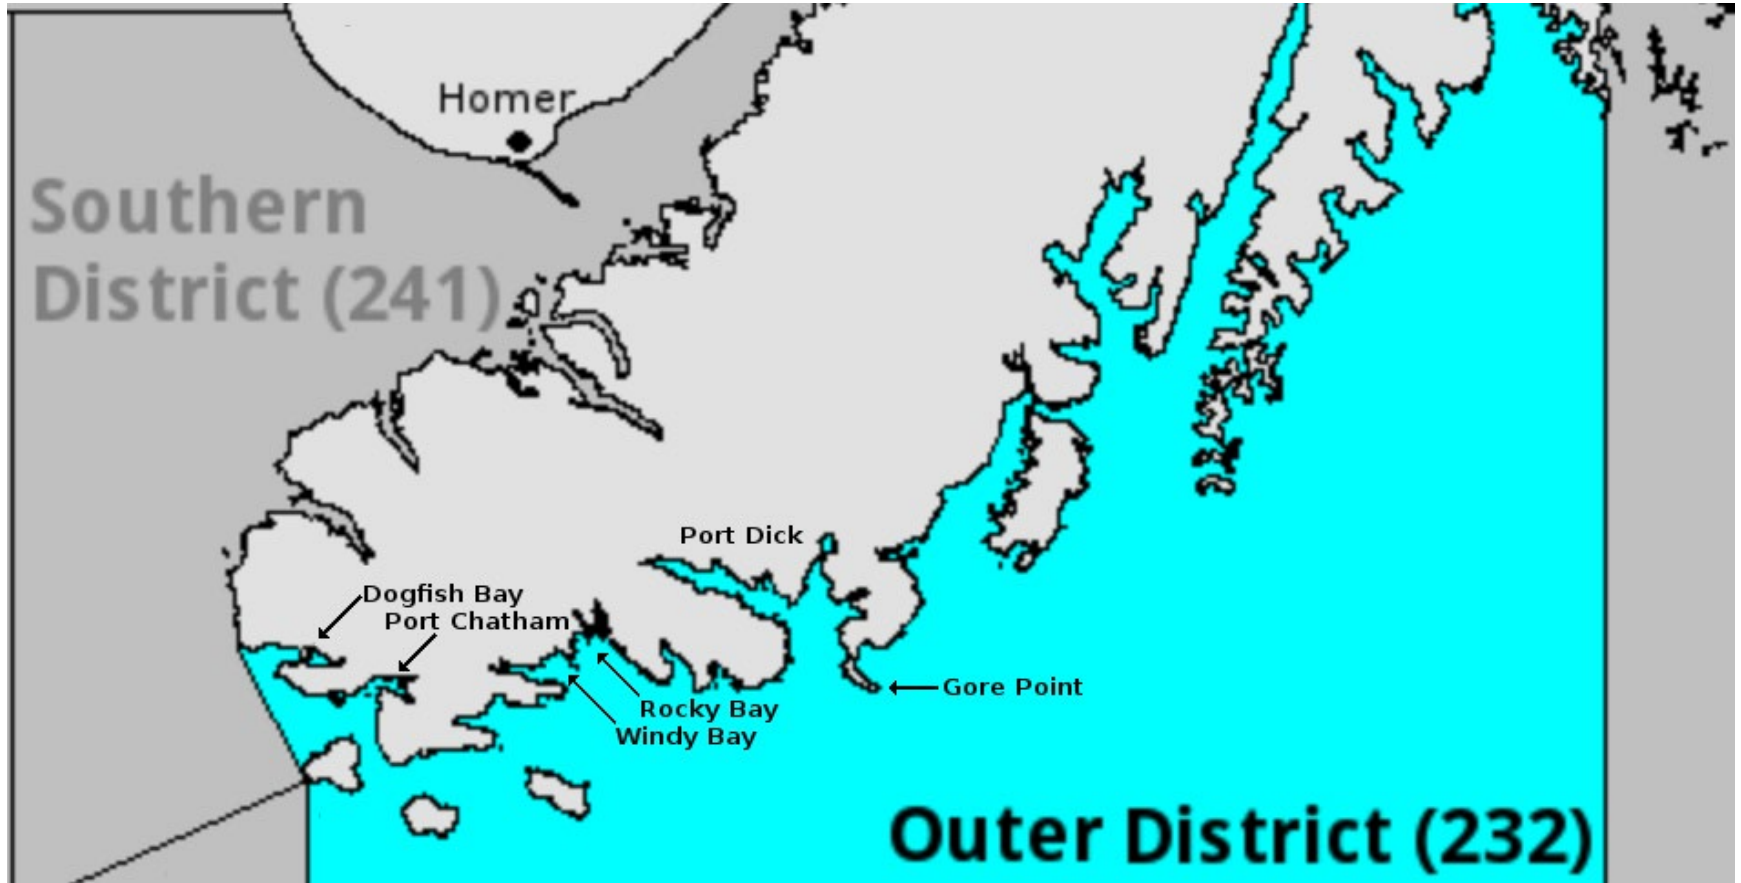 Homer
Southern
District (241)
Port Dick
Dogfish Bay
Port Chatham
Gore Point
Rocky Bay
Windy Bay
Outer District (232)